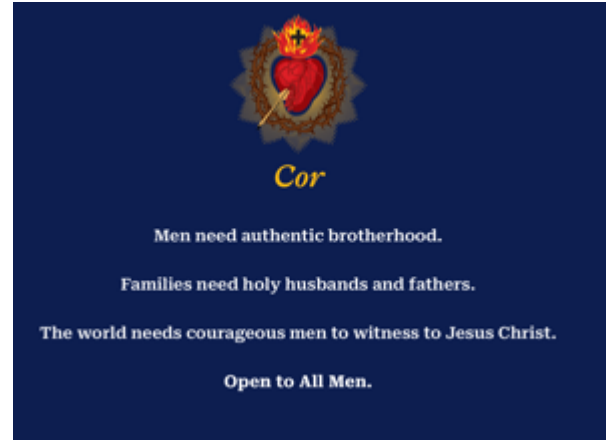 Cor
Men need authentic brotherhood.
Families need holy husbands and fathers.
The world needs courageous men to witness to Jesus Christ.
Open to All Men.